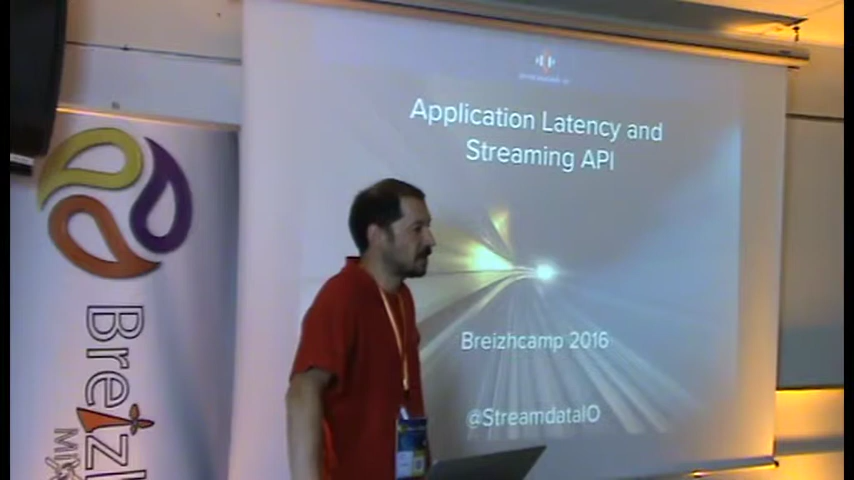 Application Latency and
Streaming API
Breizhcamp 2016
@StreamdataIO
Breizh